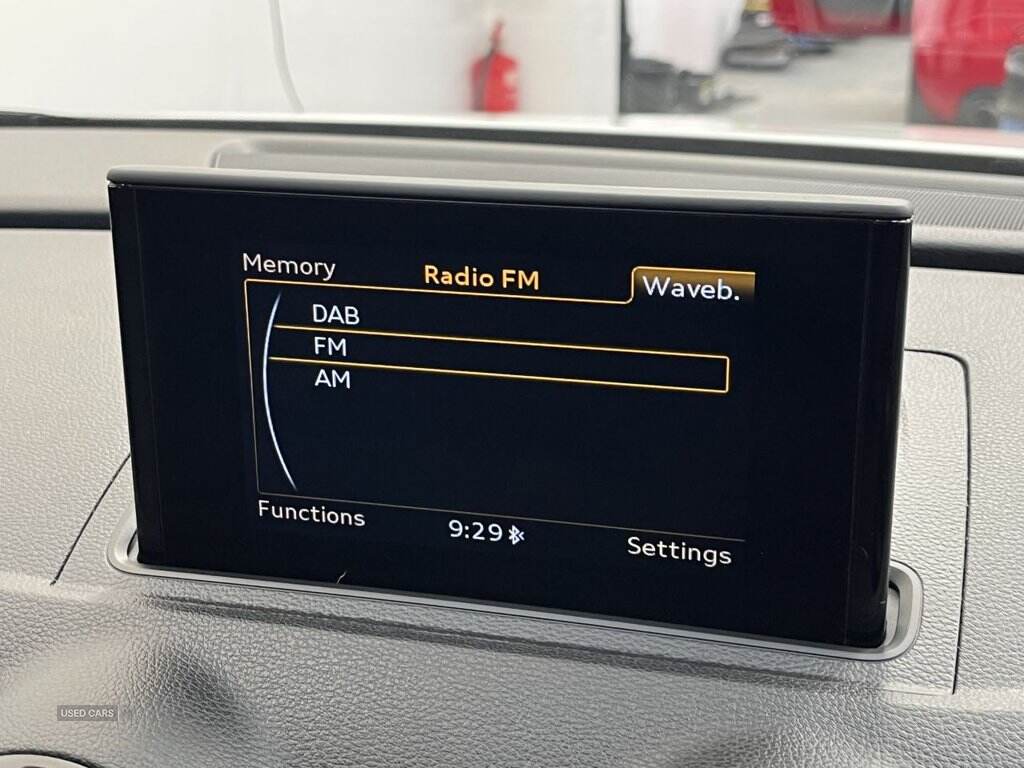 Memory
Radio FM
Waveb.
DAB
FM
AM
Functions
9:29
Settings
USED CARS